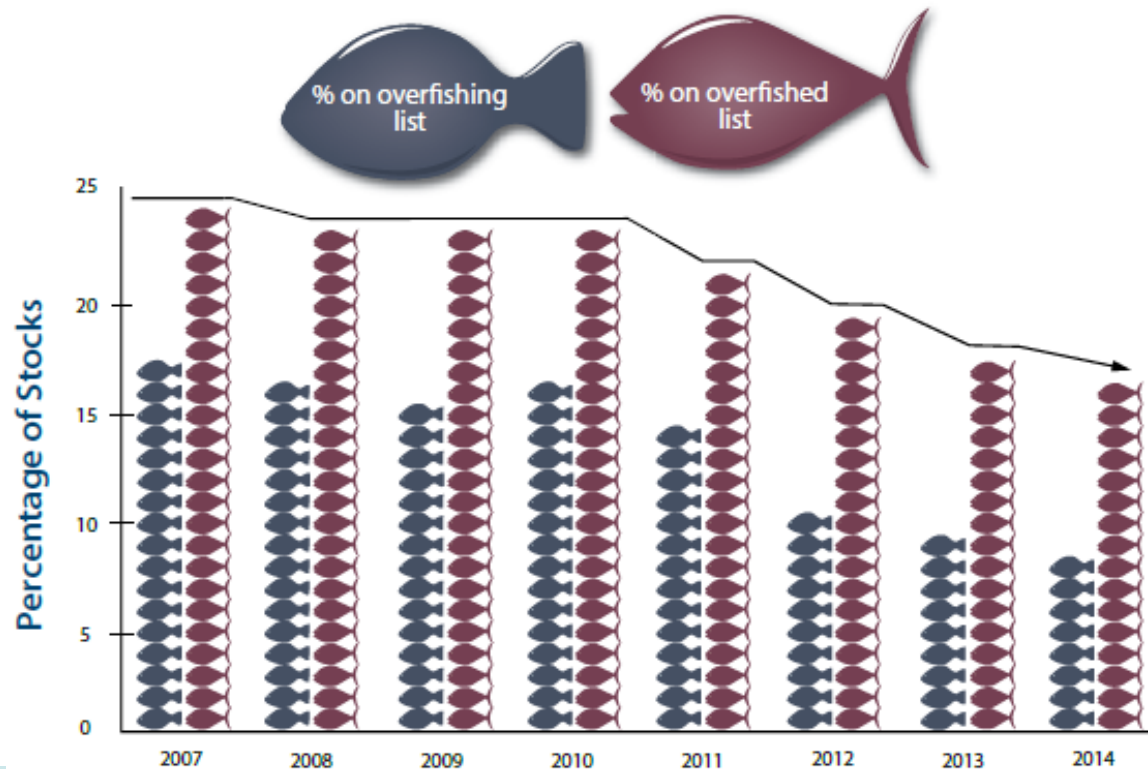 % on overfishing
list
% on overfished
list
Percentage of Stocks
25
20
15
10
5
0
2007 2008 2009 2010 2011 2012 2013 2014